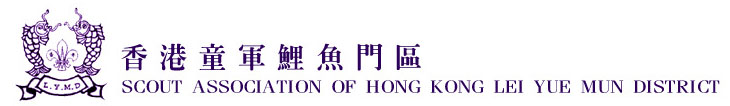 香港童軍鯉魚門區
SCOUT ASSOCIATION OF HONG KONG LEI YUE MUN DISTRICT
L.Y.M.D